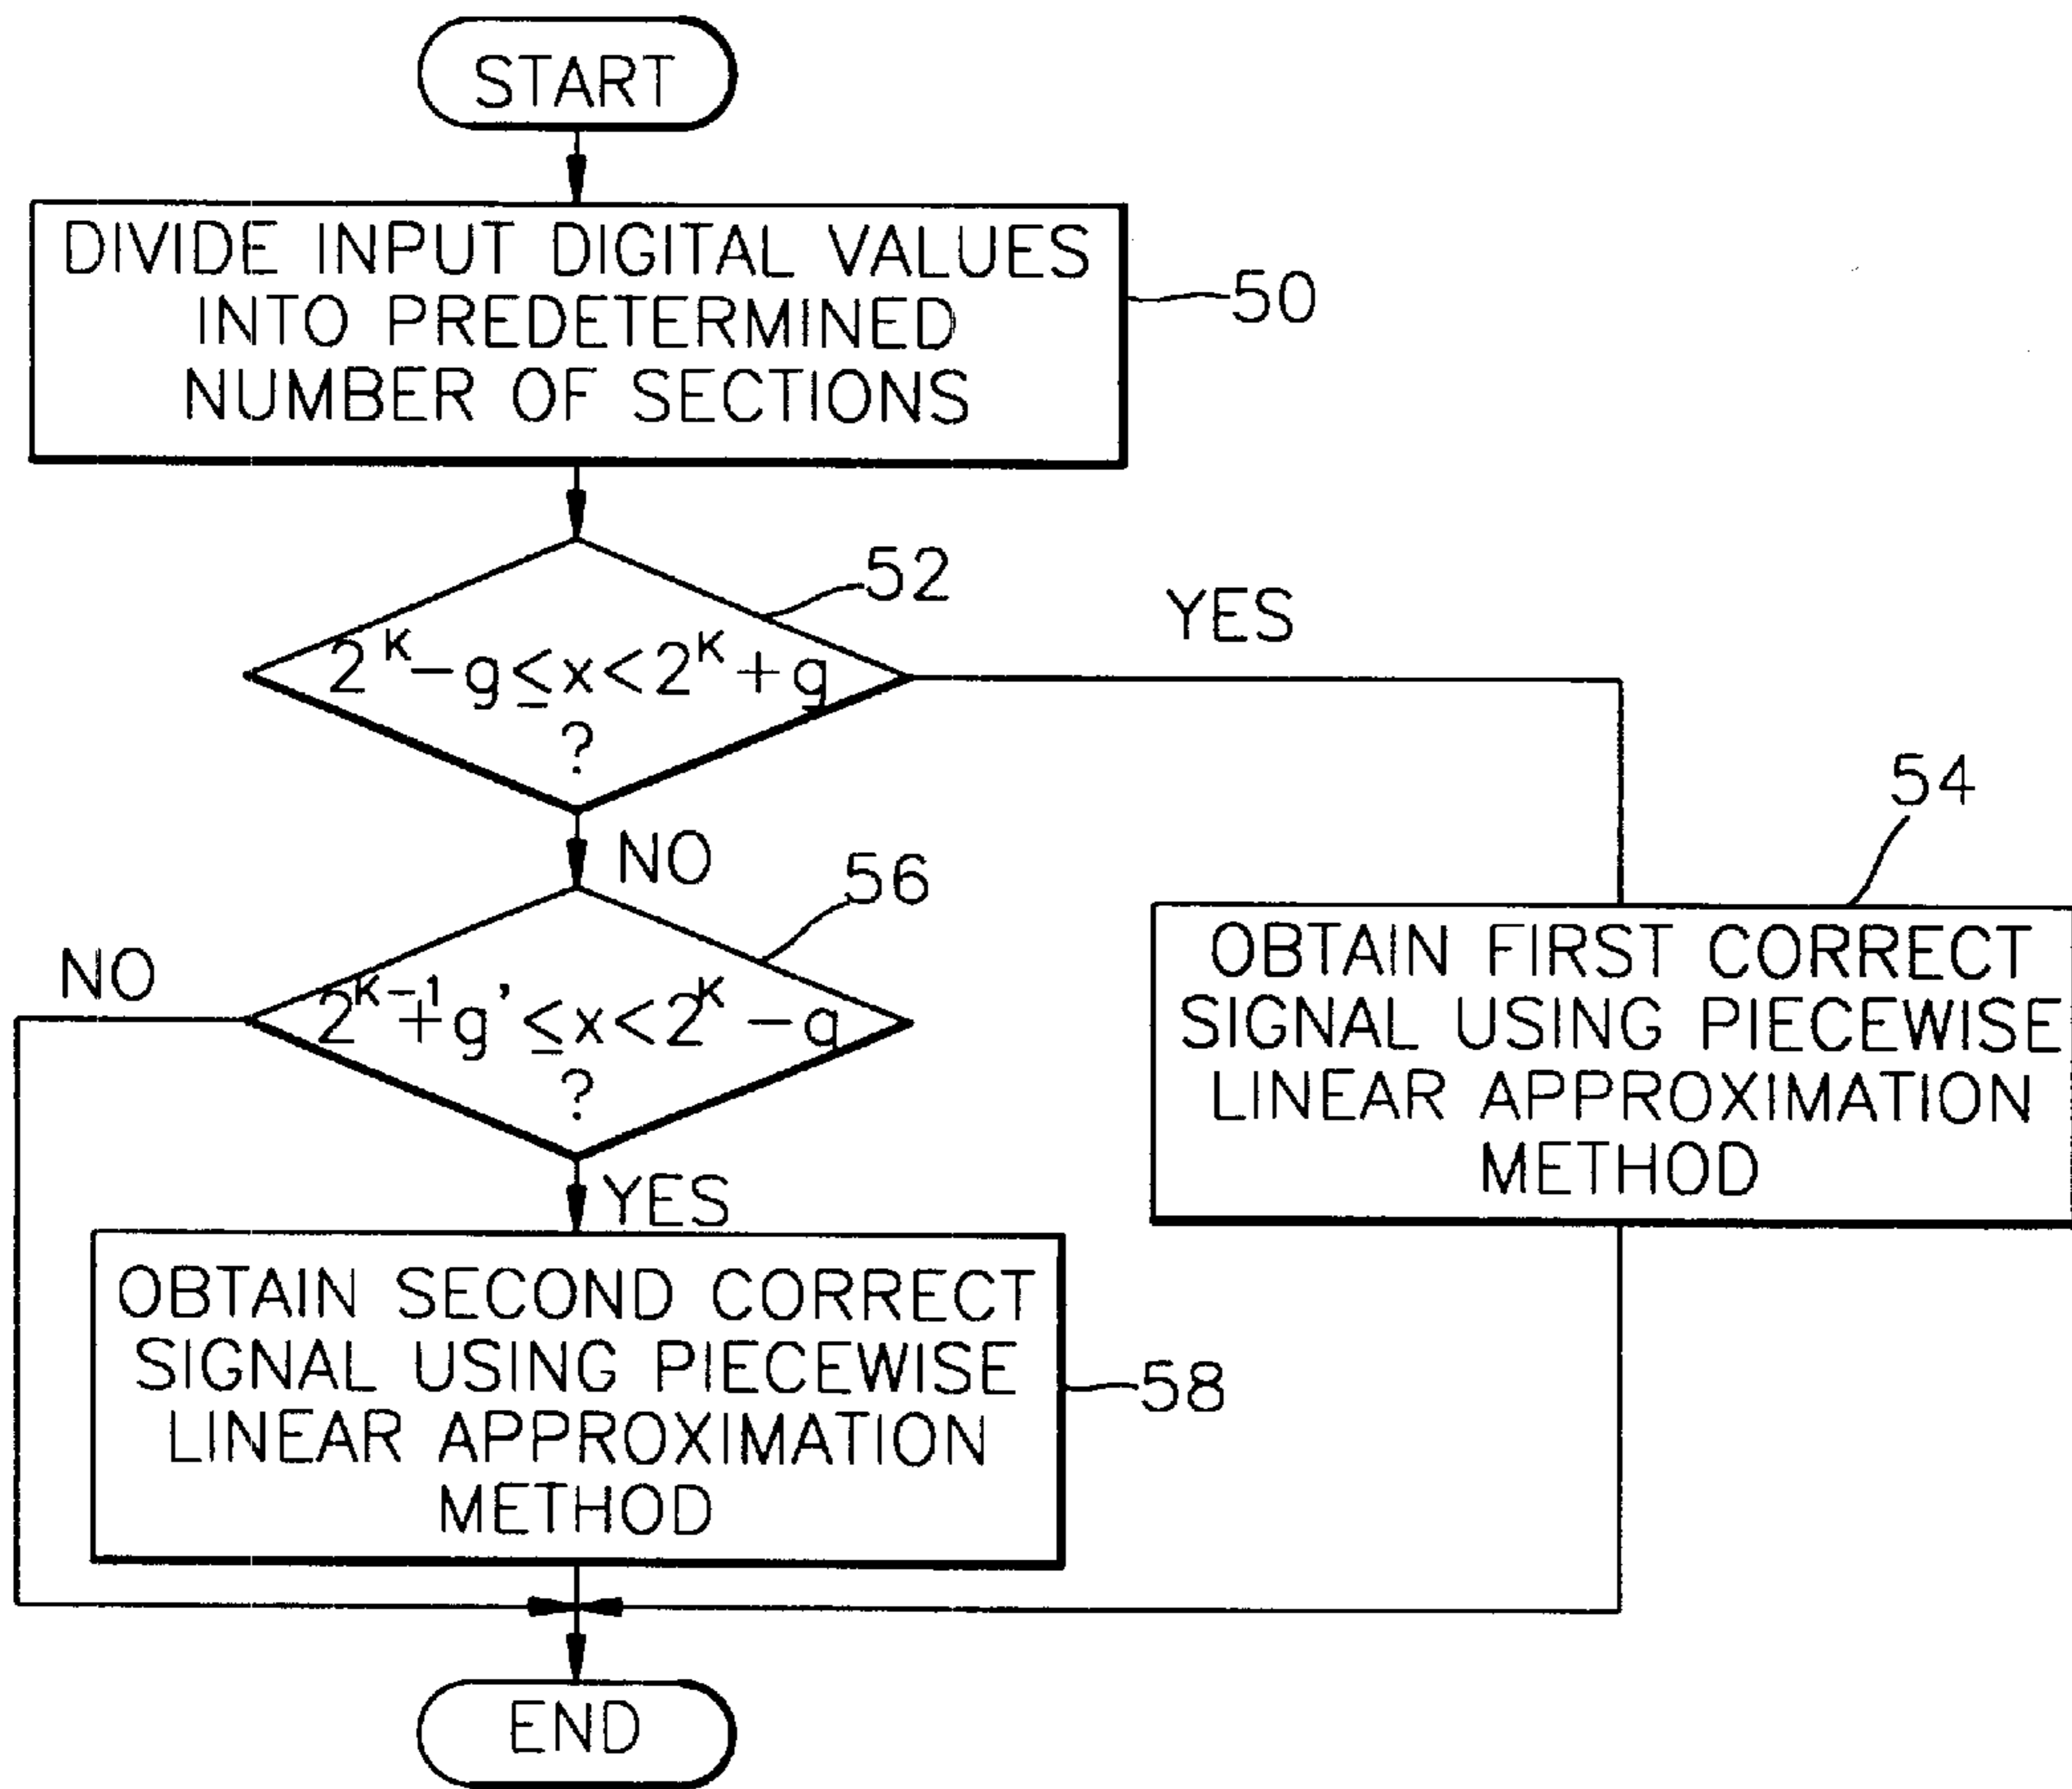 START
DIVIDE INPUT DIGITAL VALUES
INTO PREDETERMINED
NUMBER OF SECTIONS
50
52
2^K-g≤x<2^K+g
?
YES
NO
54
OBTAIN FIRST CORRECT
SIGNAL USING PIECEWISE
LINEAR APPROXIMATION
METHOD
56
NO
2^K-1+g'≤x<2^K-g
?
YES
OBTAIN SECOND CORRECT
SIGNAL USING PIECEWISE
LINEAR APPROXIMATION
METHOD
58
END